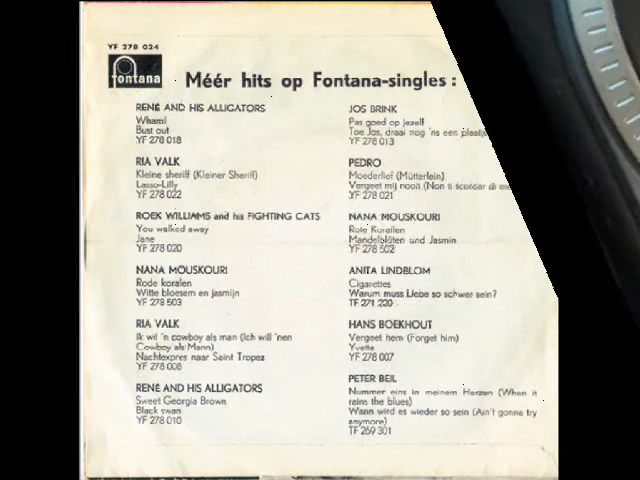 YF 278 024
fontana
Méér hits op Fontana-singles :
RENÉ AND HIS ALLIGATORS
Wham!
Bust out
YF 278 018
RIA VALK
Kleine sheriff (Kleiner Sheriff)
Lasso-Lilly
YF 278 022
ROEK WILLIAMS and his FIGHTING CATS
You walked away
Jane
YF 278 020
NANA MOUSKOURI
Rode koralen
Witte bloesem en jasmijn
YF 278 503
RIA VALK
Ik wil 'n cowboy als man (Ich will 'nen
Cowboy als Mann)
Nachtexpres naar Saint Tropez
YF 278 006
RENÉ AND HIS ALLIGATORS
Sweet Georgia Brown
Black swan
YF 278 010
JOS BRINK
Pas goed op jezelf
Toe Jos, draai nog 'ns een
YF 278 013
PEDRO
Moederlief (Mütterlein)
Vergeet mij nooit (Non ti scordar di
YF 278 021
NANA MOUSKOURI
Rote Korallen
Mandelblüten und Jasmin
YF 278 502
ANITA LINDBLOM
Cigarettes
Warum muss Liebe so schwer sein?
TF 271 220
HANS BOEKHOUT
Vergeet hem (Forget him)
Yvette
YF 278 007
PETER BEIL
Nummer eins in meinem Herzen (When it
rains the blues)
Wann wird es wieder so sein (Ain't gonna try
anymore)
TF 269 301